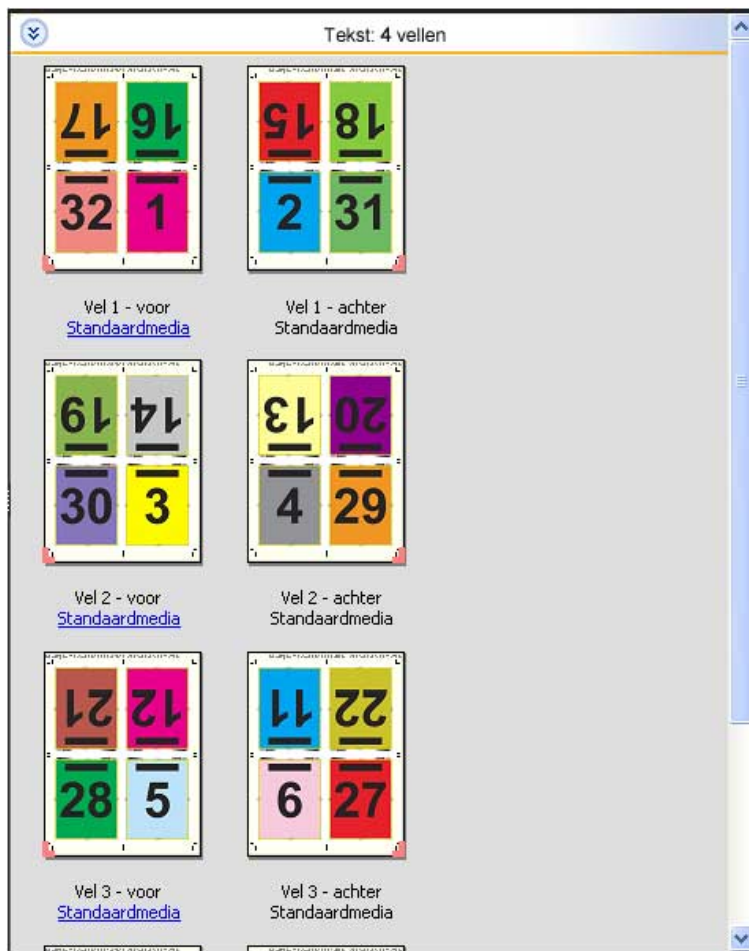 Tekst: 4 vellen
17 16 15 18
32 1 2 31
Vel 1 - voor Vel 1 - achter
Standaardmedia Standaardmedia
19 14 13 20
30 3 4 29
Vel 2 - voor Vel 2 - achter
Standaardmedia Standaardmedia
21 12 11 22
28 5 6 27
Vel 3 - voor Vel 3 - achter
Standaardmedia Standaardmedia